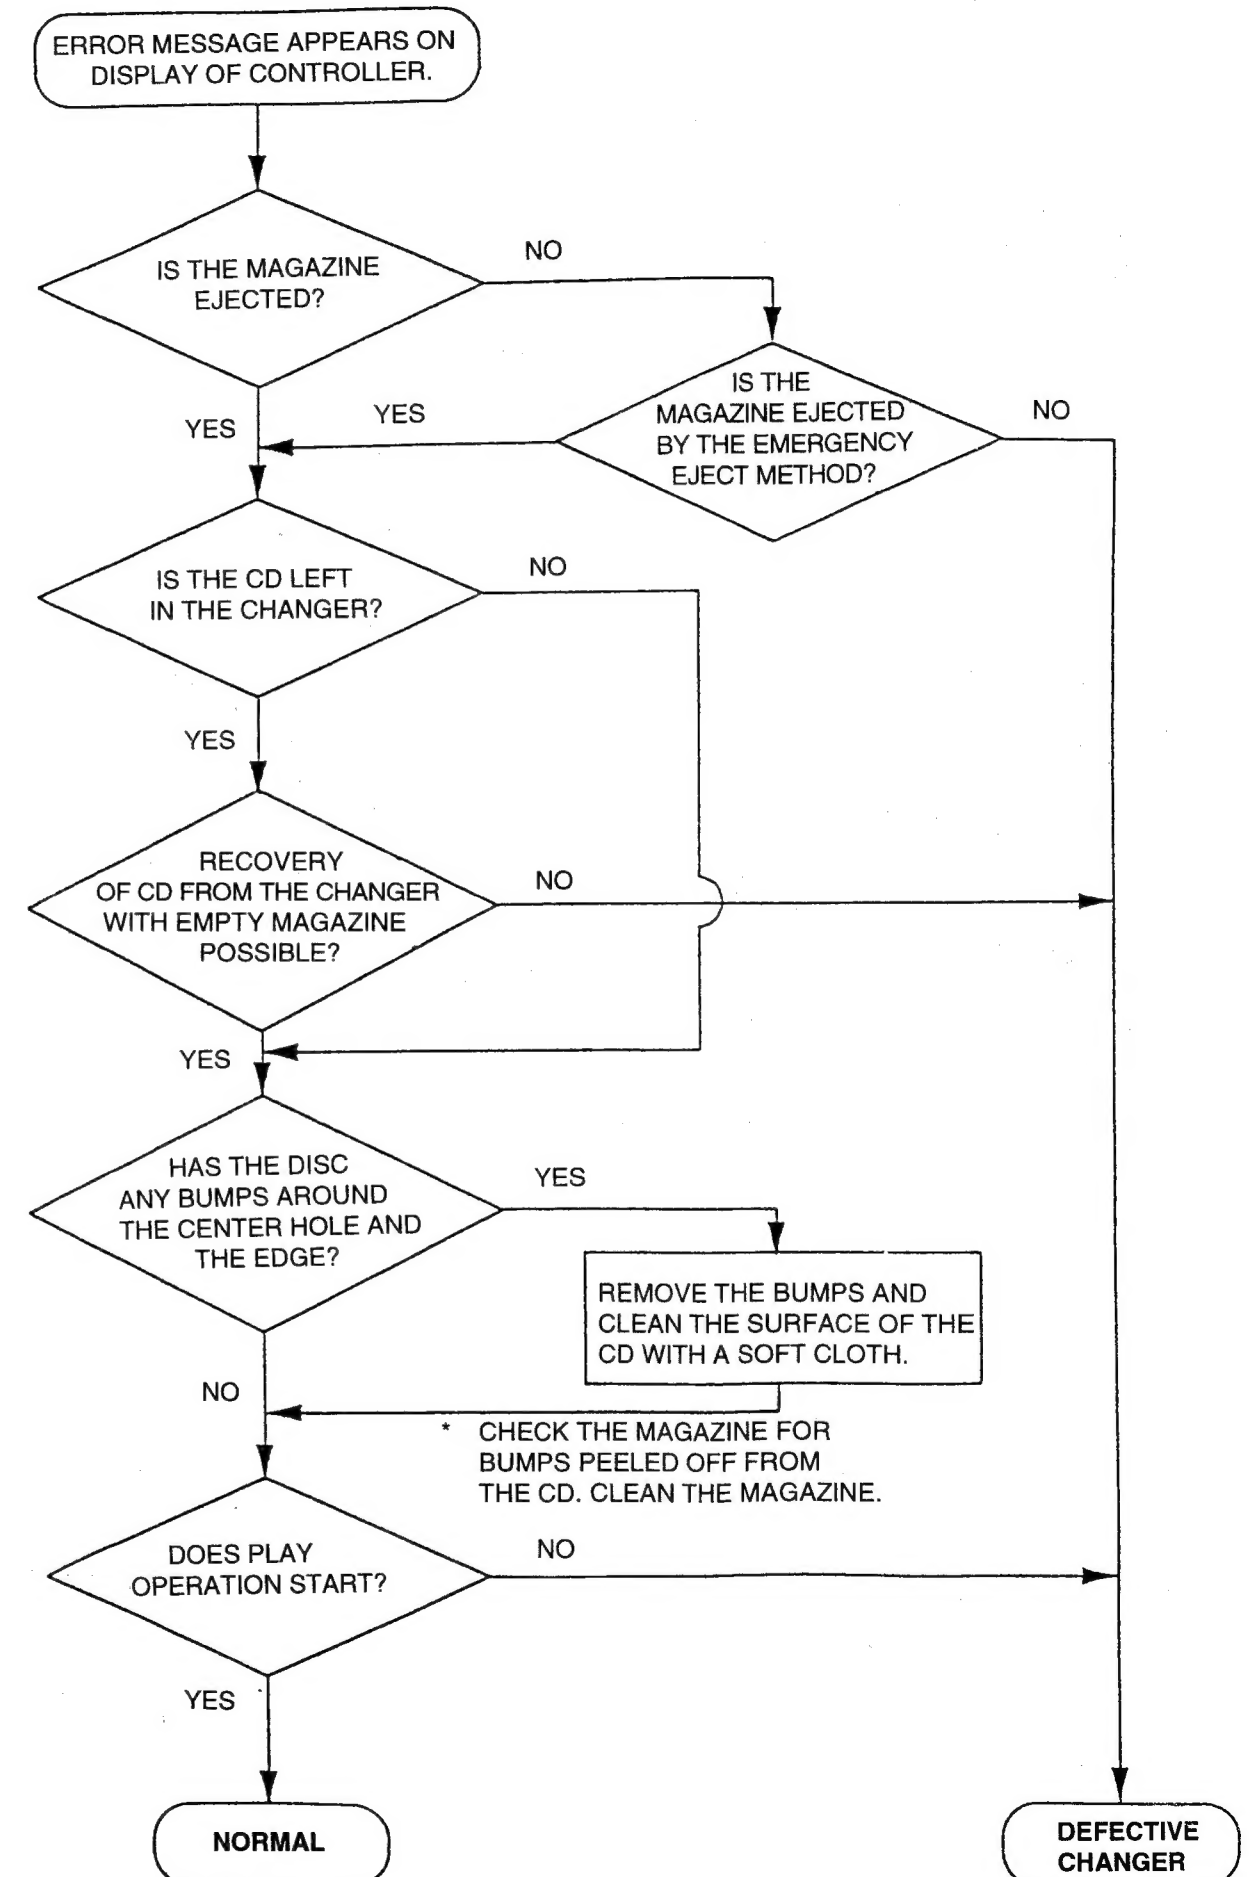 ERROR MESSAGE APPEARS ON
DISPLAY OF CONTROLLER.
IS THE MAGAZINE
EJECTED?
NO
IS THE
MAGAZINE EJECTED
BY THE EMERGENCY
EJECT METHOD?
NO
YES
YES
IS THE CD LEFT
IN THE CHANGER?
NO
YES
RECOVERY
OF CD FROM THE CHANGER
WITH EMPTY MAGAZINE
POSSIBLE?
NO
YES
HAS THE DISC
ANY BUMPS AROUND
THE CENTER HOLE AND
THE EDGE?
YES
REMOVE THE BUMPS AND
CLEAN THE SURFACE OF THE
CD WITH A SOFT CLOTH.
NO
* CHECK THE MAGAZINE FOR
BUMPS PEELED OFF FROM
THE CD. CLEAN THE MAGAZINE.
DOES PLAY
OPERATION START?
NO
YES
NORMAL
DEFECTIVE
CHANGER